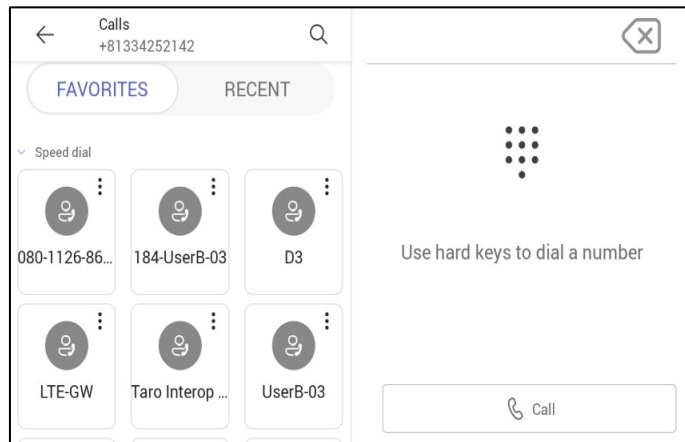 Calls
+81334252142
FAVORITES
RECENT
Speed dial
080-1126-86...
184-UserB-03
D3
LTE-GW
Taro Interop ...
UserB-03
Use hard keys to dial a number
Call